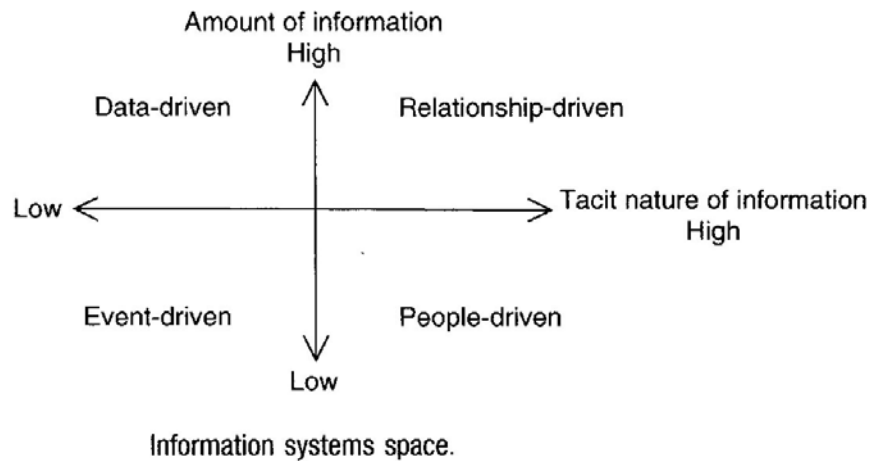 Amount of information
High
Data-driven
Relationship-driven
Low
Tacit nature of information
High
Event-driven
People-driven
Low
Information systems space.